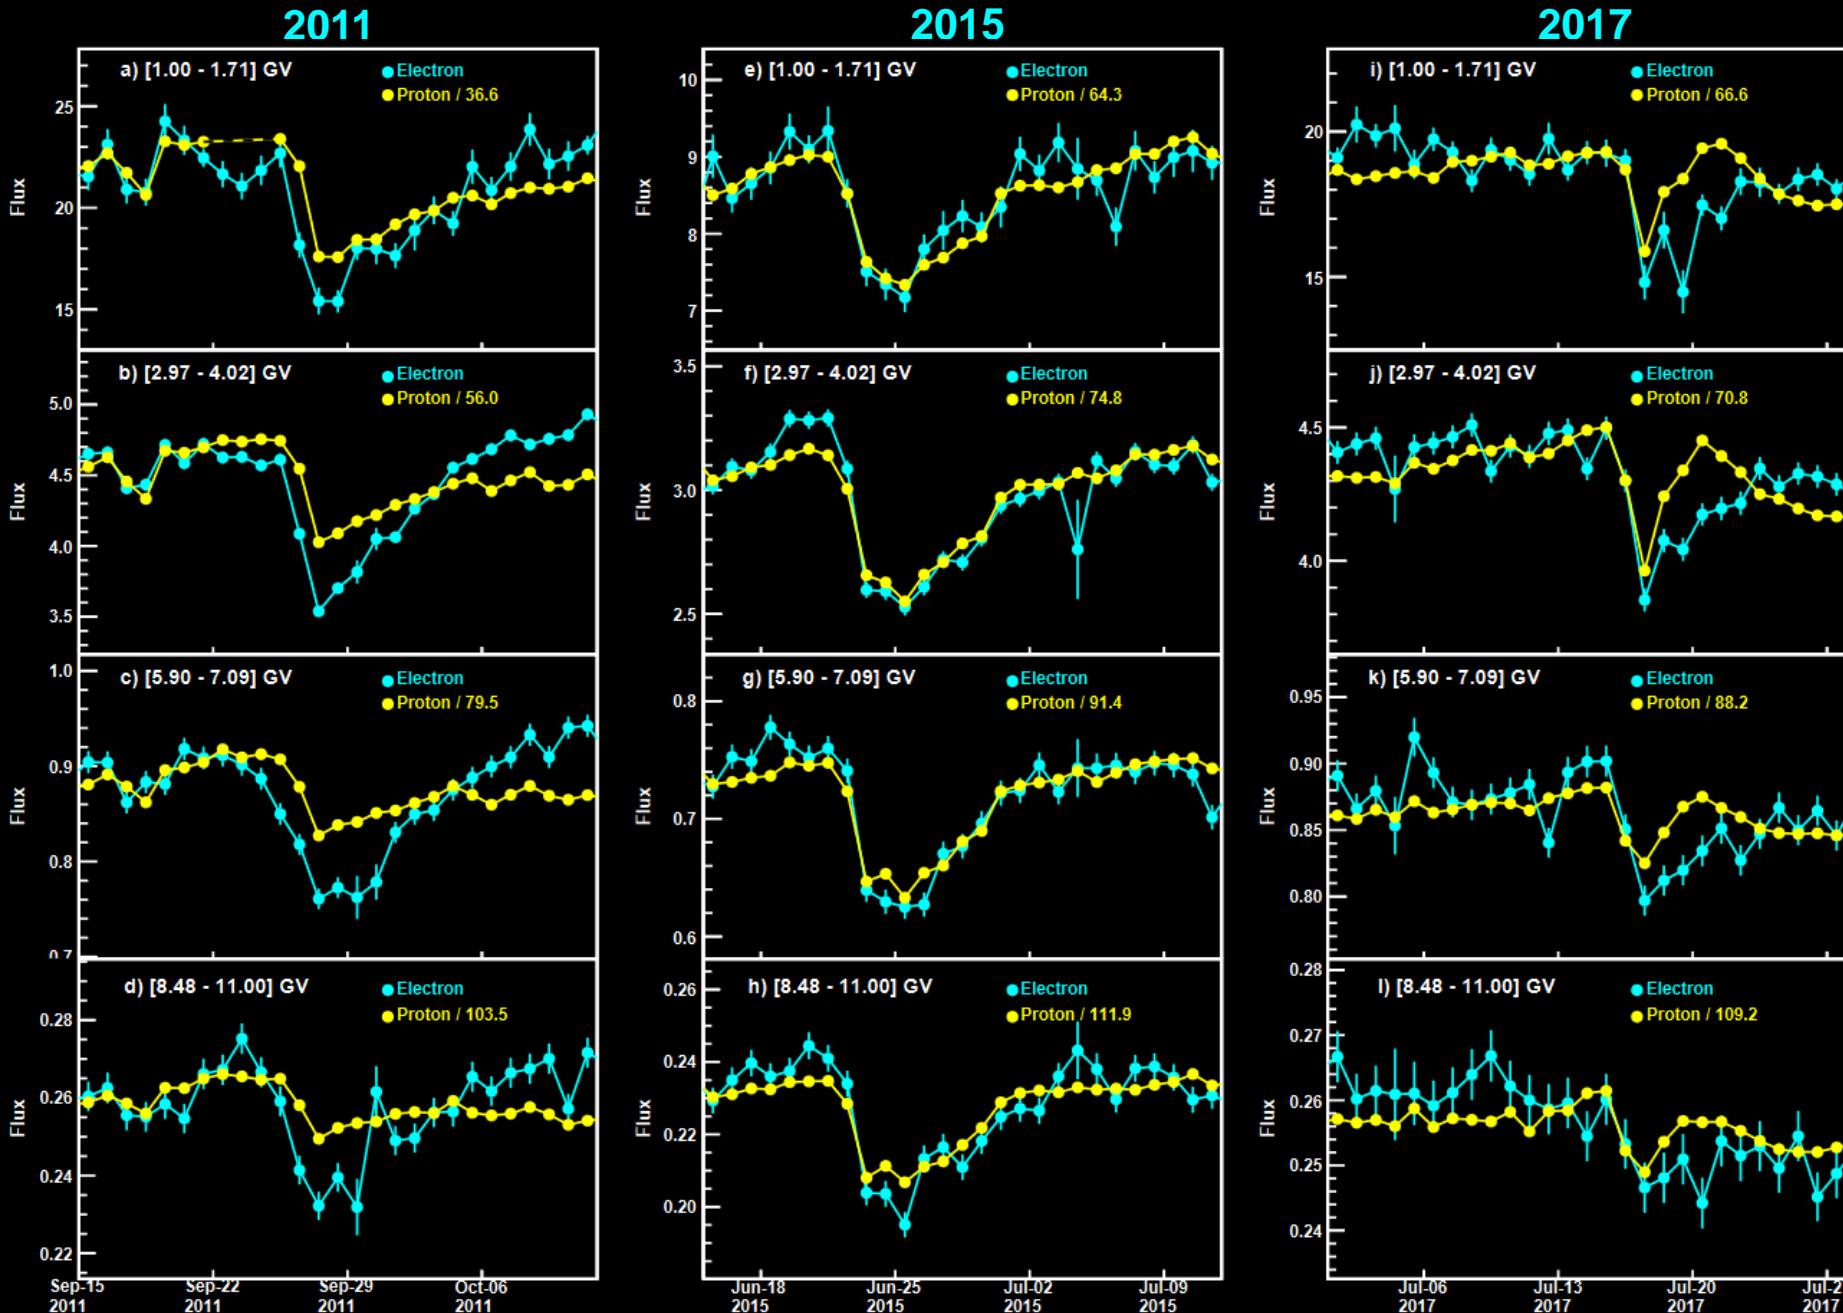 2011
2015
2017
a) [1.00 - 1.71] GV
Electron
Proton / 36.6
25
20
15
Flux
b) [2.97 - 4.02] GV
Electron
Proton / 56.0
5.0
4.5
4.0
3.5
Flux
c) [5.90 - 7.09] GV
Electron
Proton / 79.5
1.0
0.9
0.8
0.7
Flux
d) [8.48 - 11.00] GV
Electron
Proton / 103.5
0.28
0.26
0.24
0.22
Flux
Sep-15 Sep-22 Sep-29 Oct-06
2011 2011 2011 2011
e) [1.00 - 1.71] GV
Electron
Proton / 64.3
10
9
8
7
Flux
f) [2.97 - 4.02] GV
Electron
Proton / 74.8
3.5
3.0
2.5
Flux
g) [5.90 - 7.09] GV
Electron
Proton / 91.4
0.8
0.7
0.6
Flux
h) [8.48 - 11.00] GV
Electron
Proton / 111.9
0.26
0.24
0.22
0.20
Flux
Jun-18 Jun-25 Jul-02 Jul-09
2015 2015 2015 2015
i) [1.00 - 1.71] GV
Electron
Proton / 66.6
20
15
Flux
j) [2.97 - 4.02] GV
Electron
Proton / 70.8
4.5
4.0
Flux
k) [5.90 - 7.09] GV
Electron
Proton / 88.2
0.95
0.90
0.85
0.80
Flux
l) [8.48 - 11.00] GV
Electron
Proton / 109.2
0.28
0.27
0.26
0.25
0.24
Flux
Jul-06 Jul-13 Jul-20
2017 2017 2017